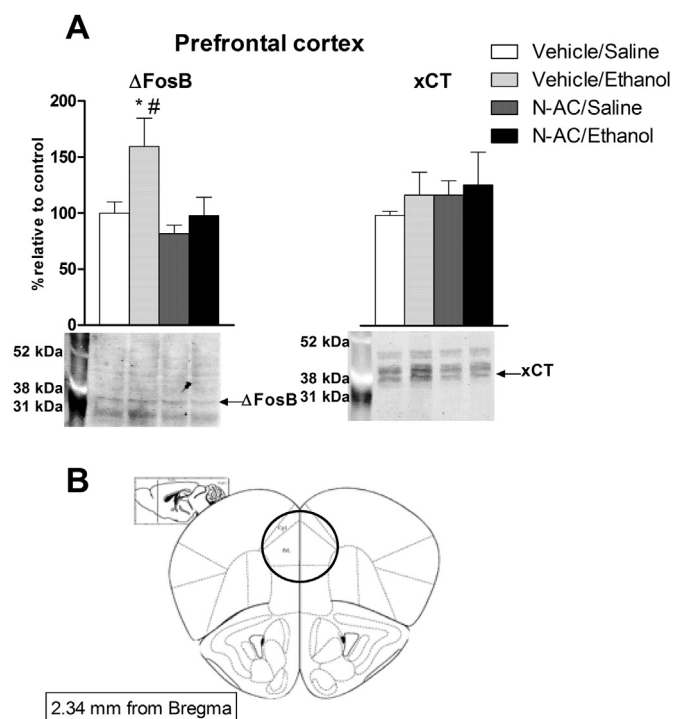 A
Prefrontal cortex
Vehicle/Saline
Vehicle/Ethanol
N-AC/Saline
N-AC/Ethanol
ΔFosB
xCT
* #
% relative to control
200
150
100
50
0
52 kDa
38 kDa
31 kDa
ΔFosB
52 kDa
38 kDa
31 kDa
xCT
B
Cg1
PrL
2.34 mm from Bregma